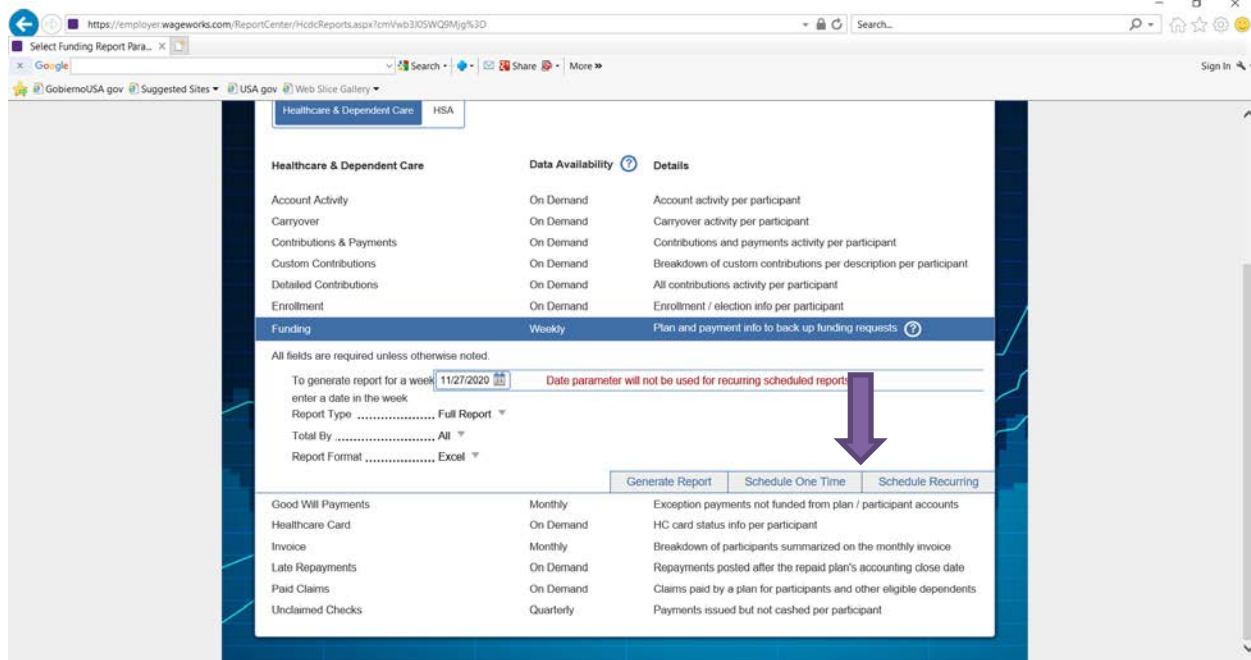 https://employer.wageworks.com/ReportCenter/HcdcReports.aspx?cmVwb3J0SWQ9Mjg%3D Search...
Select Funding Report Para...
x Google Search Share More »
Sign In
GobiernoUSA gov Suggested Sites USA gov Web Slice Gallery
Healthcare & Dependent Care HSA
Healthcare & Dependent Care Data Availability ? Details
Account Activity On Demand Account activity per participant
Carryover On Demand Carryover activity per participant
Contributions & Payments On Demand Contributions and payments activity per participant
Custom Contributions On Demand Breakdown of custom contributions per description per participant
Detailed Contributions On Demand All contributions activity per participant
Enrollment On Demand Enrollment / election info per participant
Funding Weekly Plan and payment info to back up funding requests ?
All fields are required unless otherwise noted.
To generate report for a week 11/27/2020 Date parameter will not be used for recurring scheduled reports
enter a date in the week
Report Type .................... Full Report
Total By .......................... All
Report Format .................. Excel
Generate Report Schedule One Time Schedule Recurring
Good Will Payments Monthly Exception payments not funded from plan / participant accounts
Healthcare Card On Demand HC card status info per participant
Invoice Monthly Breakdown of participants summarized on the monthly invoice
Late Repayments On Demand Repayments posted after the repaid plan's accounting close date
Paid Claims On Demand Claims paid by a plan for participants and other eligible dependents
Unclaimed Checks Quarterly Payments issued but not cashed per participant